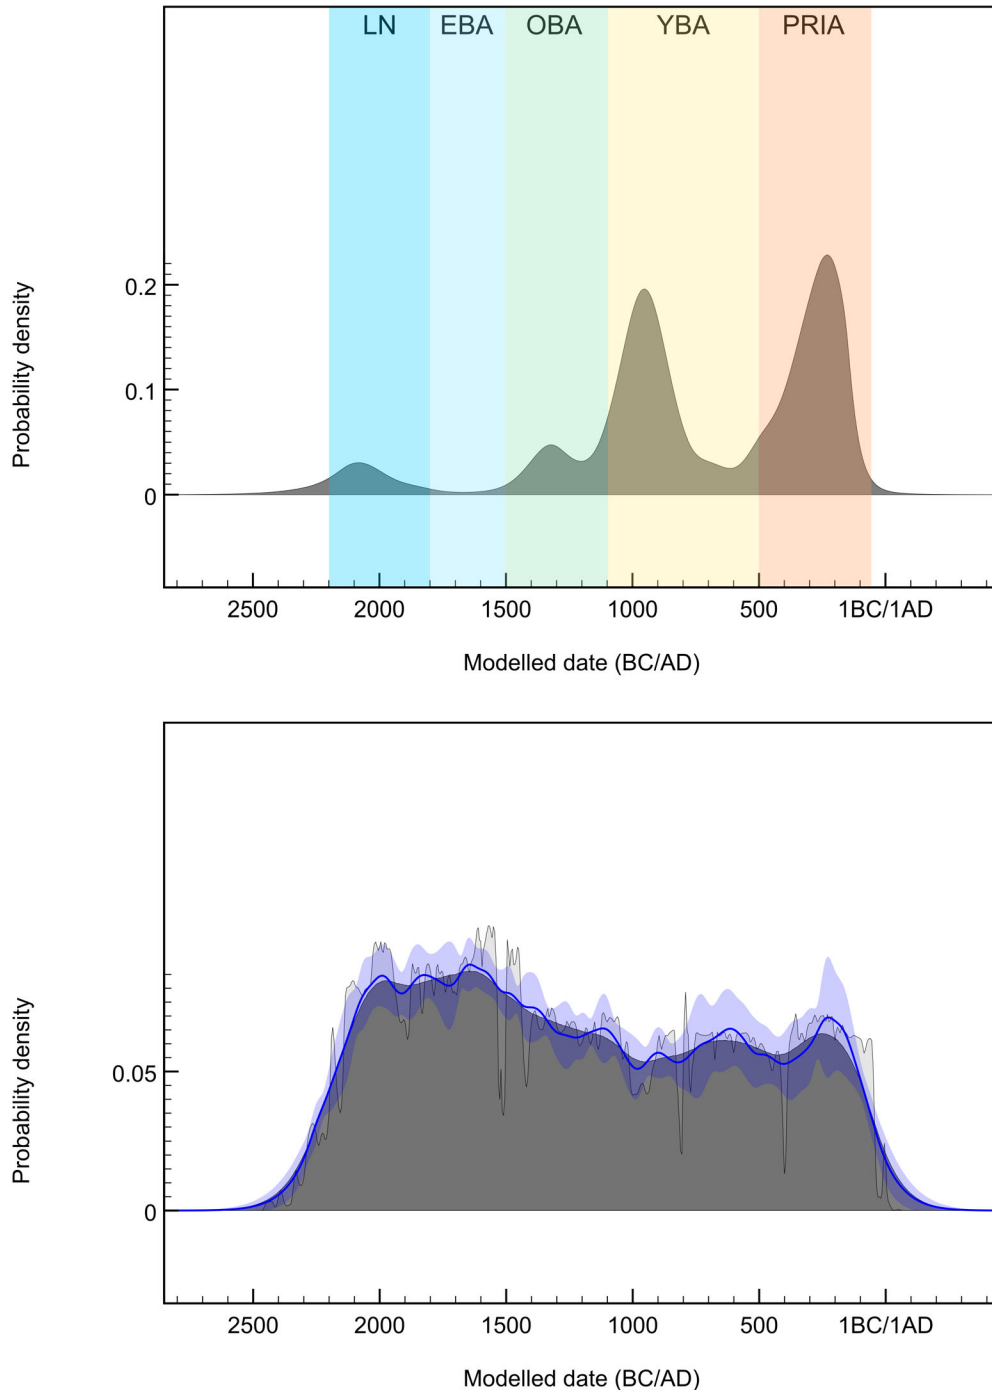 LN EBA OBA YBA PRIA
Probability density
0.2
0.1
0
2500 2000 1500 1000 500 1BC/1AD
Modelled date (BC/AD)
Probability density
0.05
0
2500 2000 1500 1000 500 1BC/1AD
Modelled date (BC/AD)